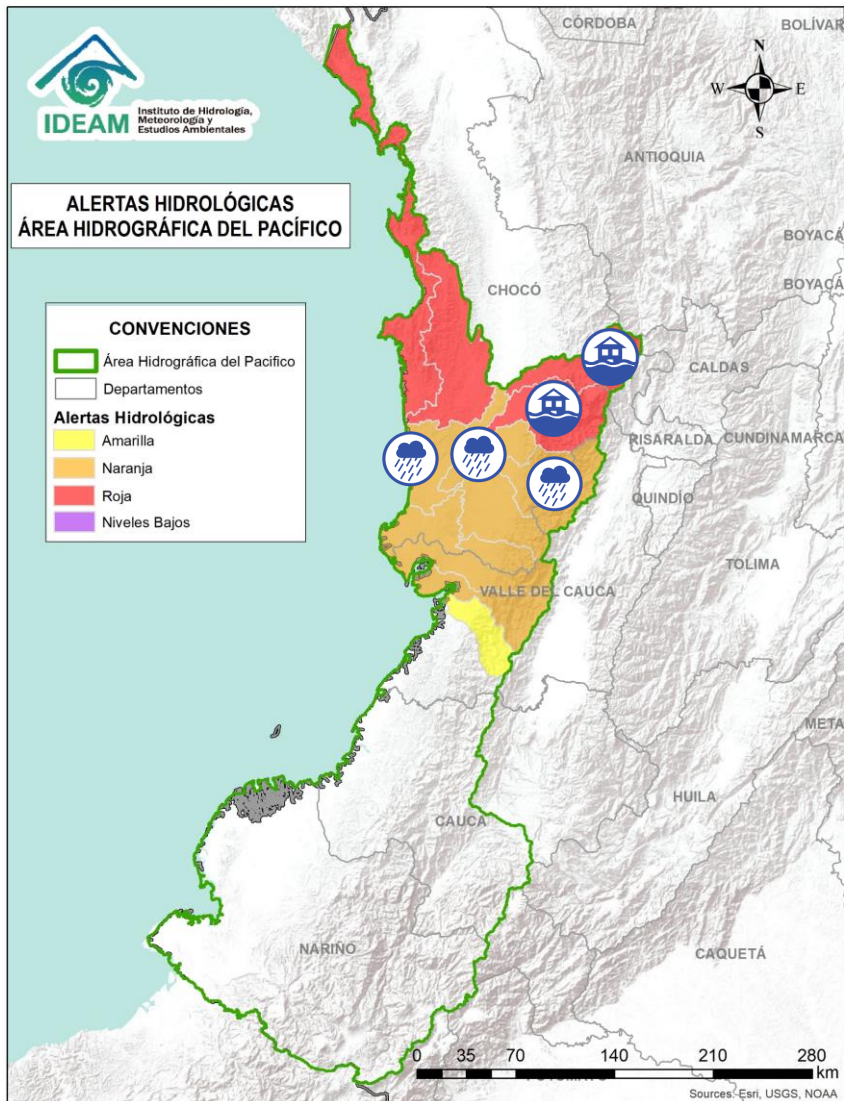 IDEAM
Instituto de Hidrología,
Meteorología y
Estudios Ambientales
ALERTAS HIDROLÓGICAS
ÁREA HIDROGRÁFICA DEL PACÍFICO
CONVENCIONES
Área Hidrográfica del Pacifico
Departamentos
Alertas Hidrológicas
Amarilla
Naranja
Roja
Niveles Bajos
N
W
E
S
CÓRDOBA
BOLÍVAR
ANTIOQUIA
BOYACÁ
BOYACÁ
CHOCÓ
CALDAS
RISARALDA
CUNDINAMARCA
QUINDÍO
TOLIMA
VALLE DEL CAUCA
META
HUILA
CAUCA
NARIÑO
CAQUETÁ
0 35 70 140 210 280
km
Sources: Esri, USGS, NOAA